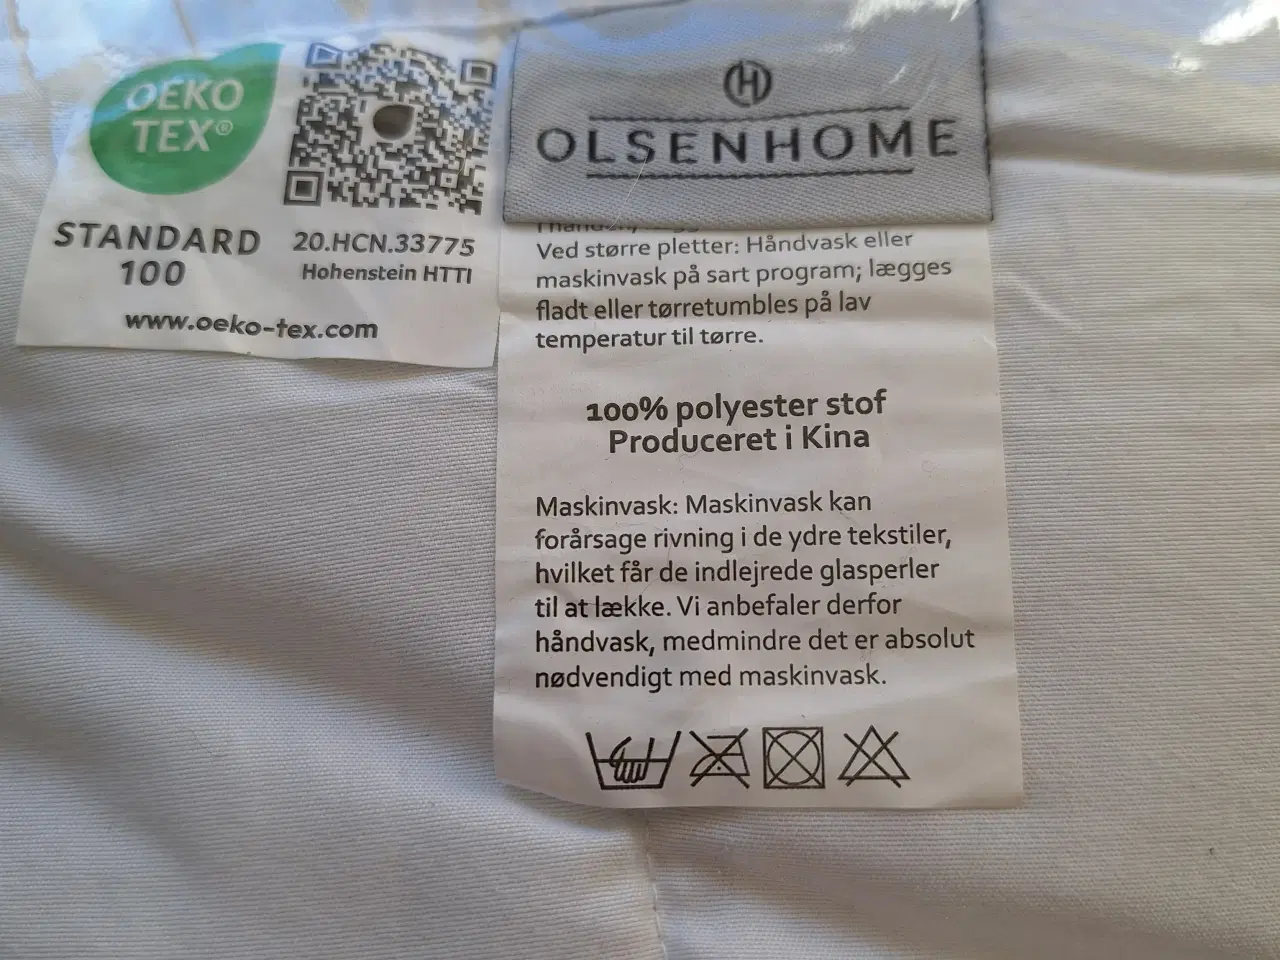 OEKO
TEX®
STANDARD
100
20.HCN.33775
Hohenstein HTTI
www.oeko-tex.com
OLSENHOME
Ved større pletter: Håndvask eller
maskinvask på sart program; lægges
fladt eller tørretumbles på lav
temperatur til tørre.
100% polyester stof
Produceret i Kina
Maskinvask: Maskinvask kan
forårsage rivning i de ydre tekstiler,
hvilket får de indlejrede glasperler
til at lække. Vi anbefaler derfor
håndvask, medmindre det er absolut
nødvendigt med maskinvask.